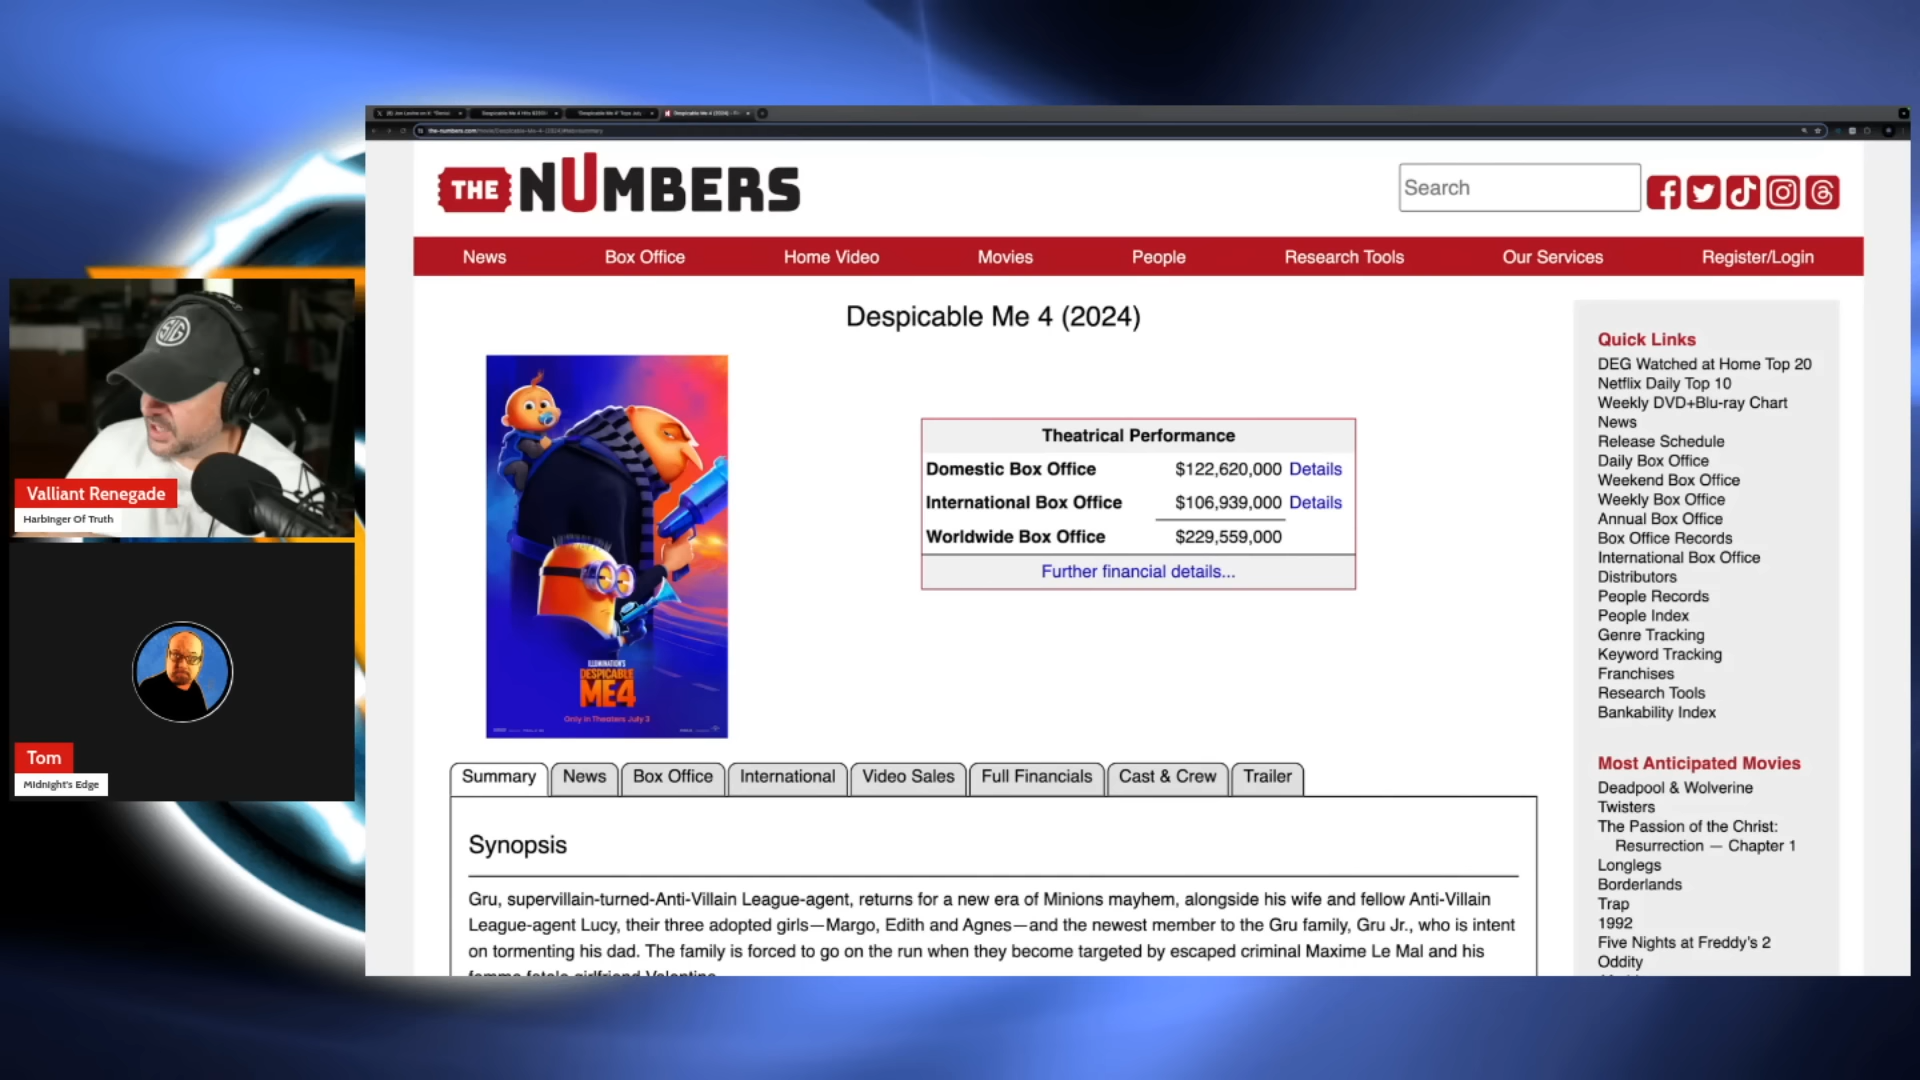 THE NUMBERS
Search
News
Box Office
Home Video
Movies
People
Research Tools
Our Services
Register/Login
Despicable Me 4 (2024)
SIG
Valliant Renegade
Harbinger Of Truth
Tom
Midnight's Edge
ILLUMINATION'S
DESPICABLE
ME4
Only in Theaters July 3
Theatrical Performance
Domestic Box Office $122,620,000 Details
International Box Office $106,939,000 Details
Worldwide Box Office $229,559,000
Further financial details...
Summary
News
Box Office
International
Video Sales
Full Financials
Cast & Crew
Trailer
Synopsis
Gru, supervillain-turned-Anti-Villain League-agent, returns for a new era of Minions mayhem, alongside his wife and fellow Anti-Villain
League-agent Lucy, their three adopted girls—Margo, Edith and Agnes—and the newest member to the Gru family, Gru Jr., who is intent
on tormenting his dad. The family is forced to go on the run when they become targeted by escaped criminal Maxime Le Mal and his
femme fatale girlfriend Valentina
Quick Links
DEG Watched at Home Top 20
Netflix Daily Top 10
Weekly DVD+Blu-ray Chart
News
Release Schedule
Daily Box Office
Weekend Box Office
Weekly Box Office
Annual Box Office
Box Office Records
International Box Office
Distributors
People Records
People Index
Genre Tracking
Keyword Tracking
Franchises
Research Tools
Bankability Index
Most Anticipated Movies
Deadpool & Wolverine
Twisters
The Passion of the Christ:
Resurrection — Chapter 1
Longlegs
Borderlands
Trap
1992
Five Nights at Freddy's 2
Oddity